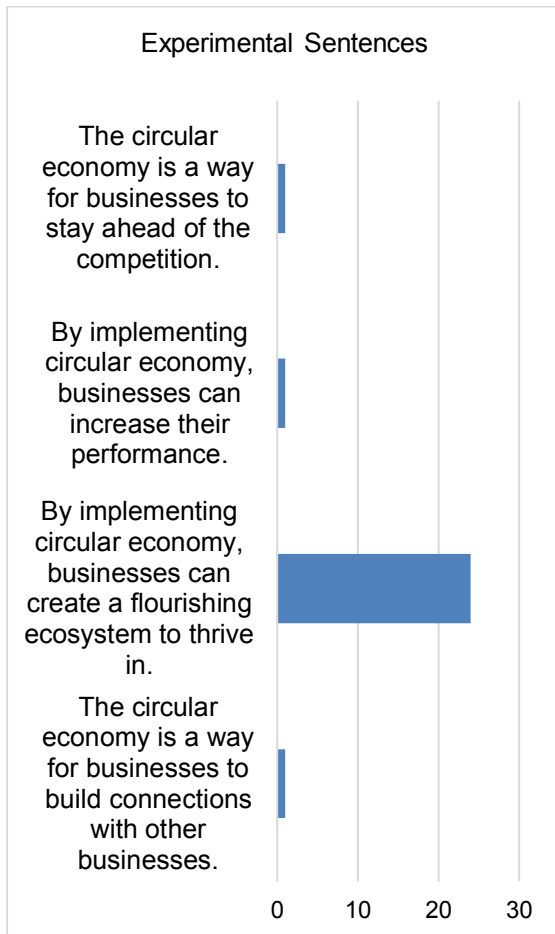 Experimental Sentences
The circular
economy is a way
for businesses to
stay ahead of the
competition.
By implementing
circular economy,
businesses can
increase their
performance.
By implementing
circular economy,
businesses can
create a flourishing
ecosystem to thrive
in.
The circular
economy is a way
for businesses to
build connections
with other
businesses.
0 10 20 30